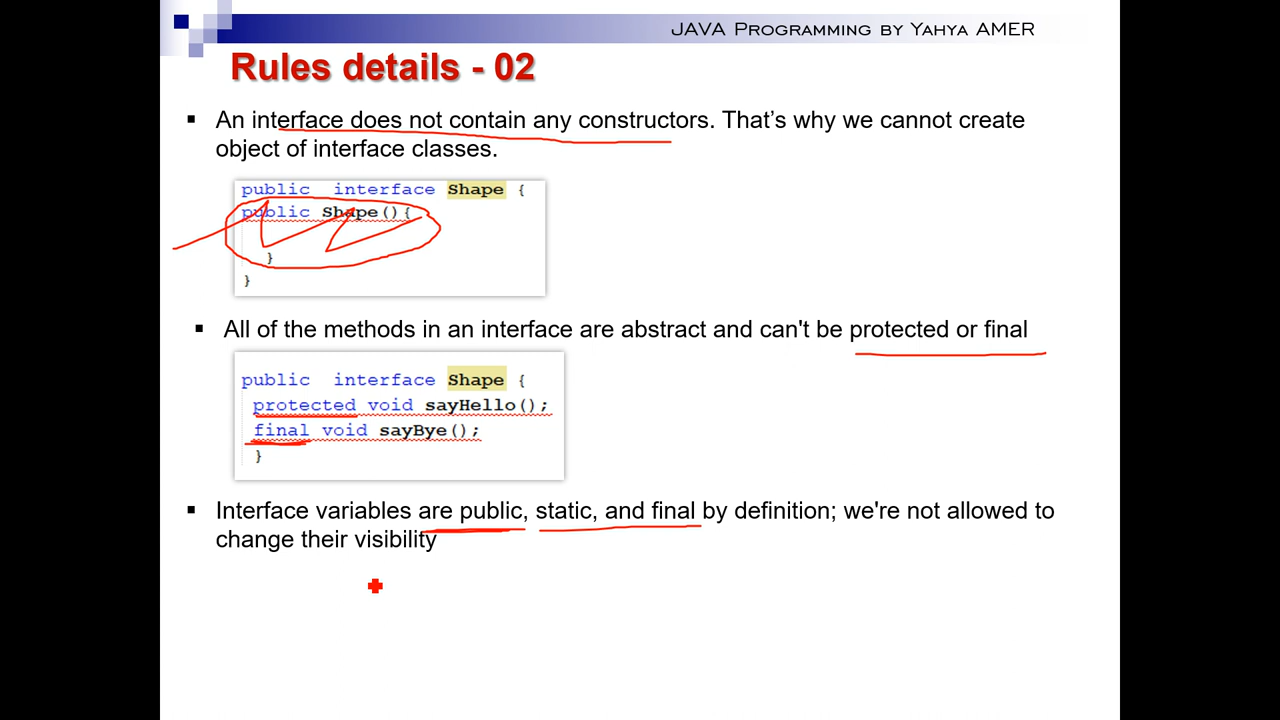 JAVA PROGRAMMING BY YAHYA AMER
Rules details - 02
▪ An interface does not contain any constructors. That's why we cannot create
object of interface classes.
public interface Shape {
public Shape(){
}
}
▪ All of the methods in an interface are abstract and can't be protected or final
public interface Shape {
protected void sayHello();
final void sayBye();
}
▪ Interface variables are public, static, and final by definition; we're not allowed to
change their visibility